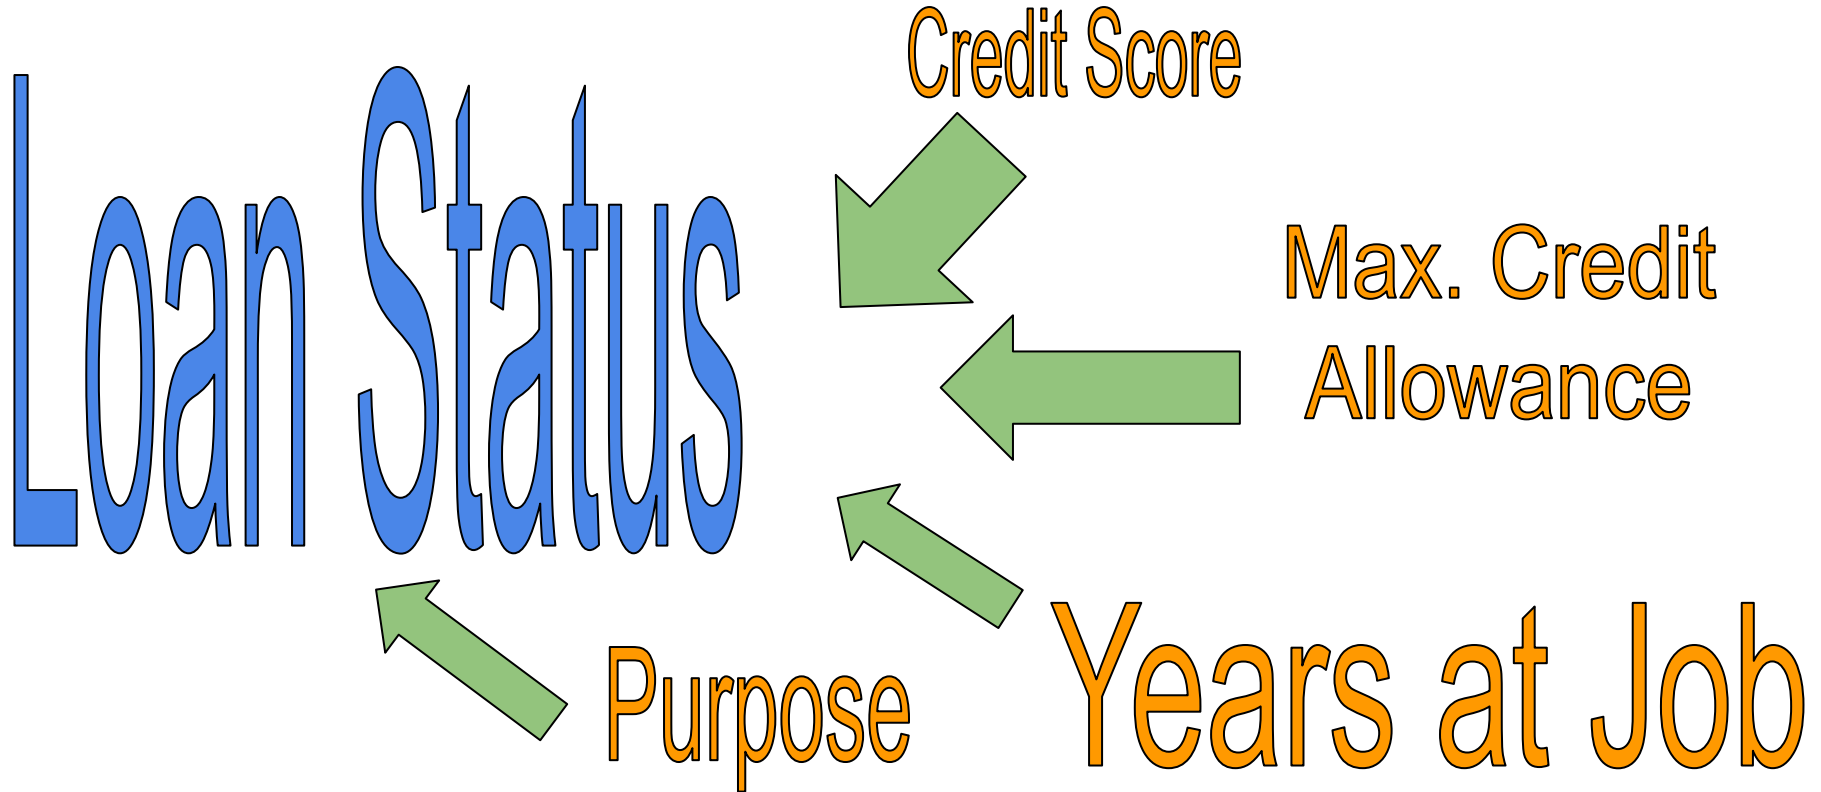 Credit Score
Loan Status
Max. Credit
Allowance
Years at Job
Purpose